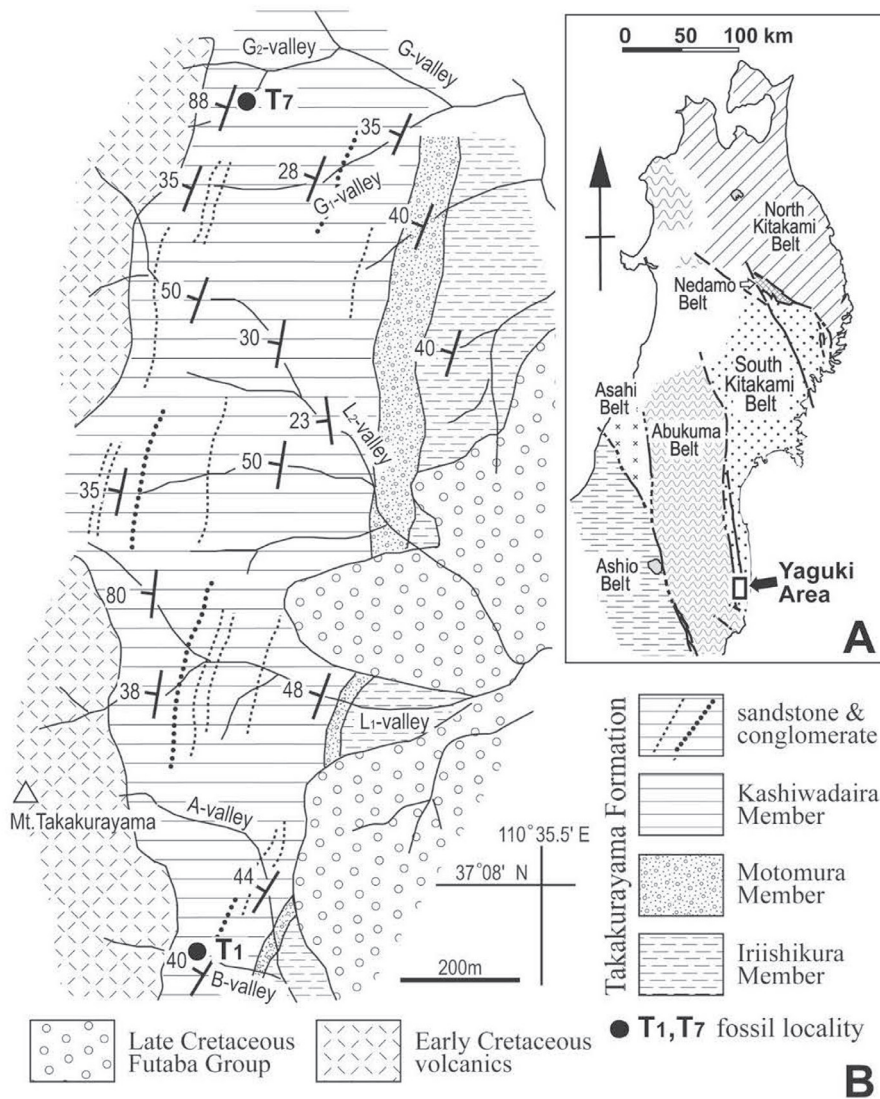 G2-valley
G-valley
88
T7
35
28
35
G1-valley
40
50
30
40
23
L2-valley
50
35
80
38
48
L1-valley
Mt.Takakurayama
A-valley
110°35.5' E
37°08' N
44
T1
40
B-valley
200m
0 50 100 km
North
Kitakami
Belt
Nedamo
Belt
South
Kitakami
Belt
Asahi
Belt
Abukuma
Belt
Ashio
Belt
Yaguki
Area
A
Takakurayama Formation
sandstone &
conglomerate
Kashiwadaira
Member
Motomura
Member
Iriishikura
Member
T1,T7 fossil locality
Late Cretaceous
Futaba Group
Early Cretaceous
volcanics
B